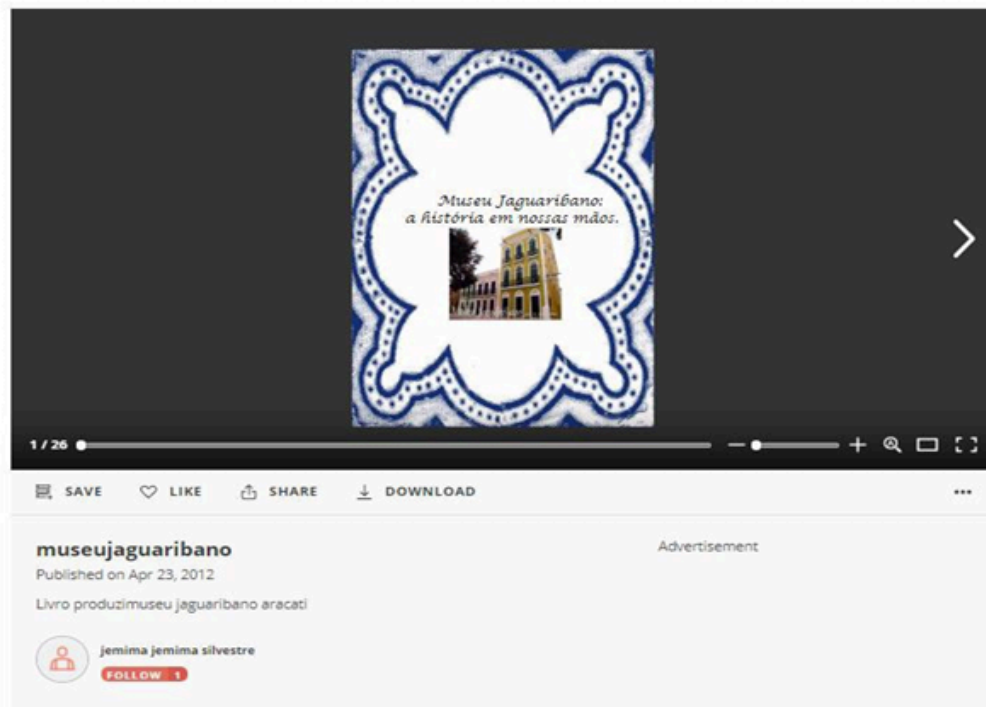 Museu Jaguaribano:
a história em nossas mãos.
1 / 26
SAVE LIKE SHARE DOWNLOAD
museujaguaribano
Advertisement
Published on Apr 23, 2012
Livro produzimuseu jaguaribano aracati
jemima jemima silvestre
FOLLOW 1